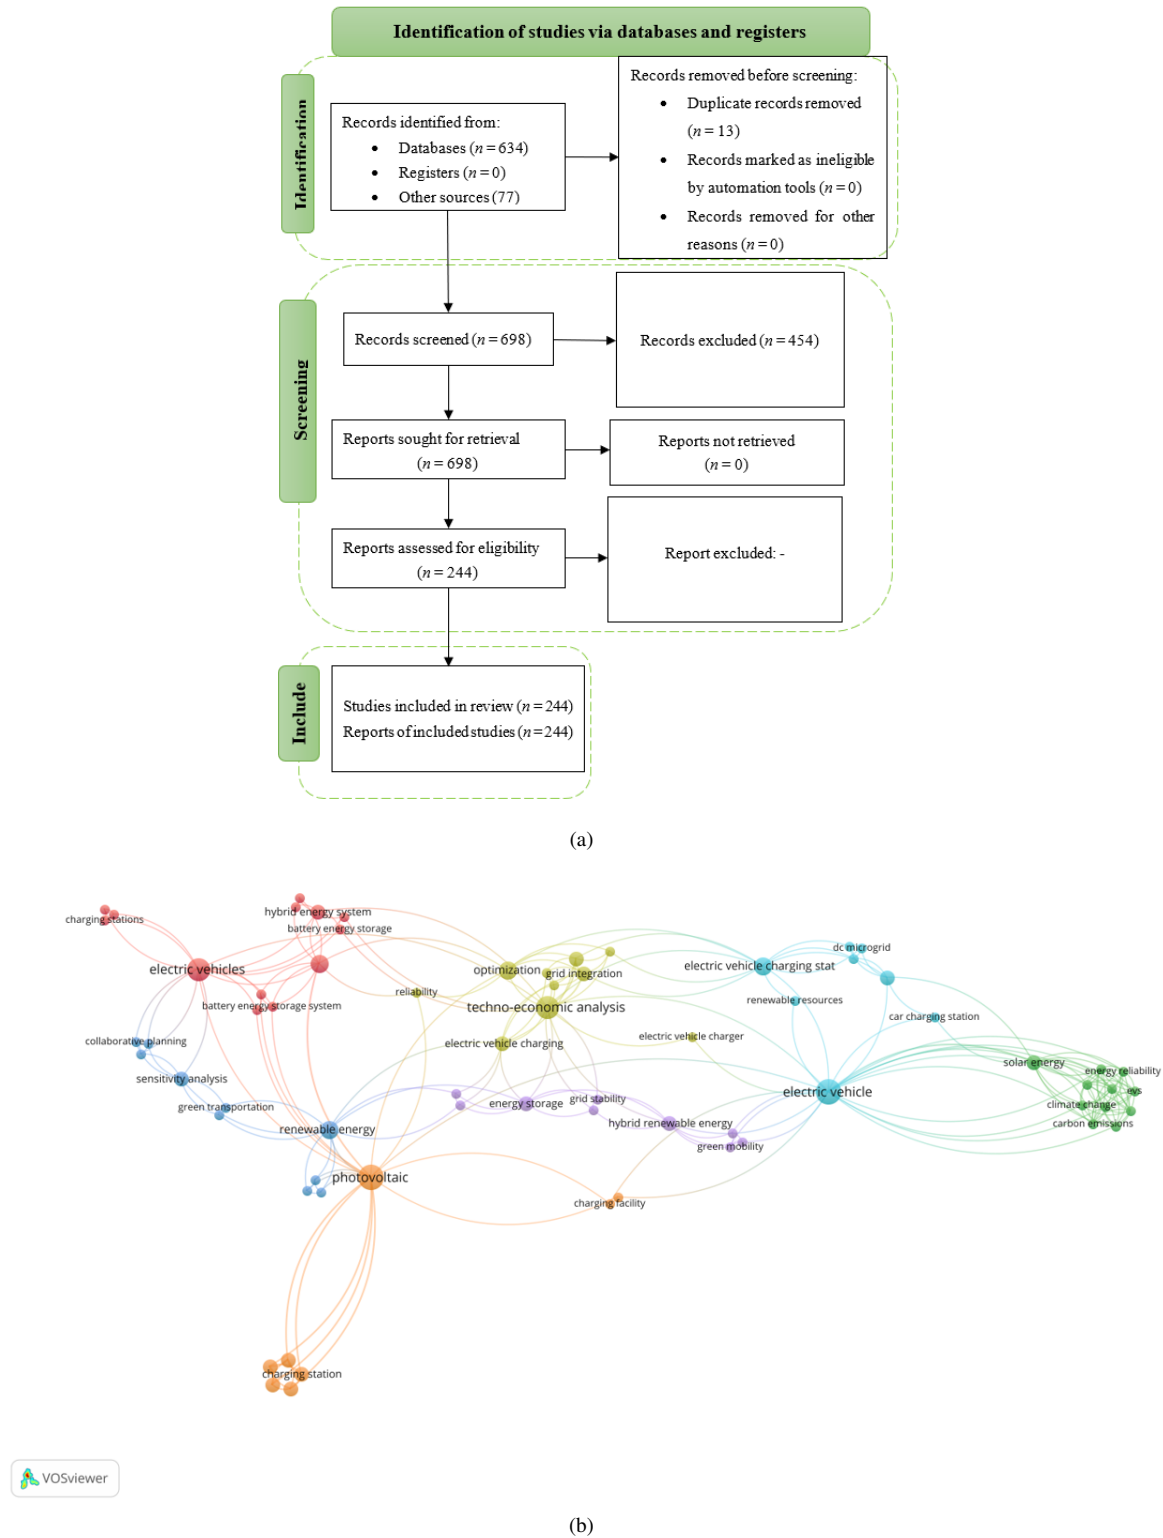 Identification of studies via databases and registers
Identification
Records identified from:
• Databases (n = 634)
• Registers (n = 0)
• Other sources (77)
Records removed before screening:
• Duplicate records removed
(n = 13)
• Records marked as ineligible
by automation tools (n = 0)
• Records removed for other
reasons (n = 0)
Screening
Records screened (n = 698)
Records excluded (n = 454)
Reports sought for retrieval
(n = 698)
Reports not retrieved
(n = 0)
Reports assessed for eligibility
(n = 244)
Report excluded: -
Include
Studies included in review (n = 244)
Reports of included studies (n = 244)
(a)
charging stations
hybrid energy system
battery energy storage
electric vehicles
battery energy storage system
reliability
optimization
grid integration
techno-economic analysis
electric vehicle charging
electric vehicle charger
electric vehicle charging stat
dc microgrid
renewable resources
car charging station
collaborative planning
sensitivity analysis
green transportation
renewable energy
energy storage
grid stability
hybrid renewable energy
green mobility
electric vehicle
solar energy
energy reliability
evs
climate change
carbon emissions
photovoltaic
charging facility
charging station
VOSviewer
(b)